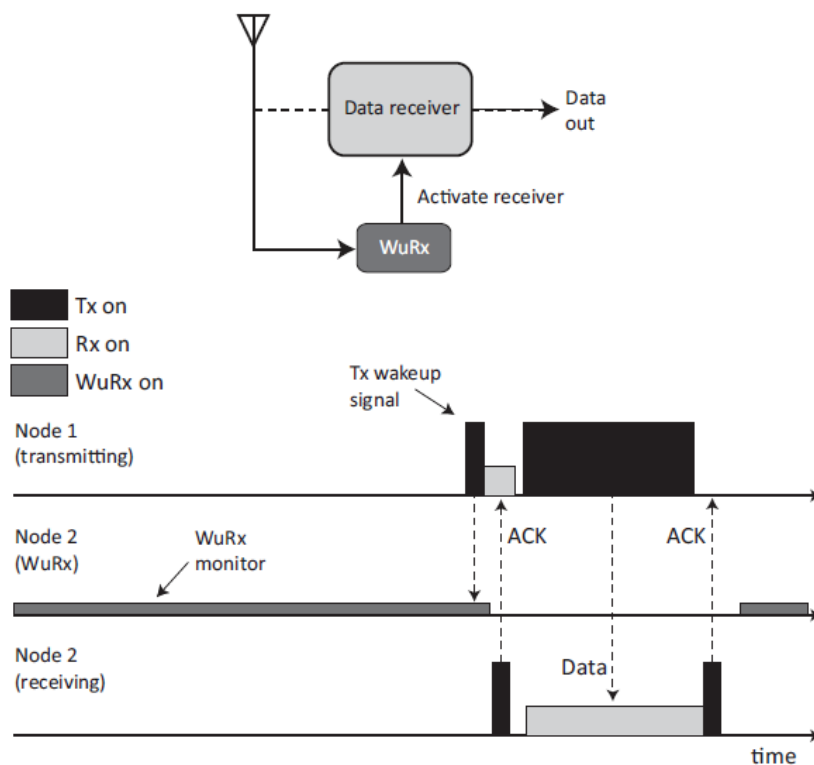 Data receiver
Data
out
Activate receiver
WuRx
Tx on
Rx on
WuRx on
Tx wakeup
signal
Node 1
(transmitting)
Node 2
(WuRx)
WuRx
monitor
ACK
ACK
Node 2
(receiving)
Data
time